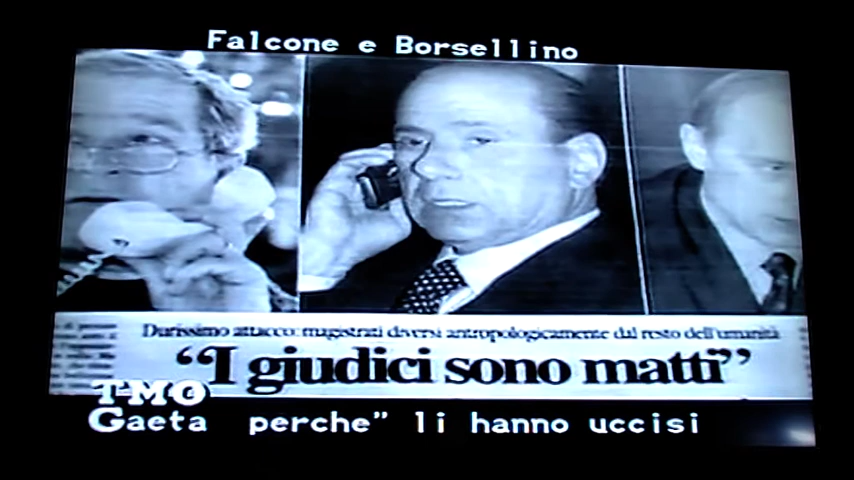 Falcone e Borsellino
Durissimo attacco: magistrati diversi antropologicamente dal resto dell'umanità
“I giudici sono matti”
TMO
Gaeta perche" li hanno uccisi